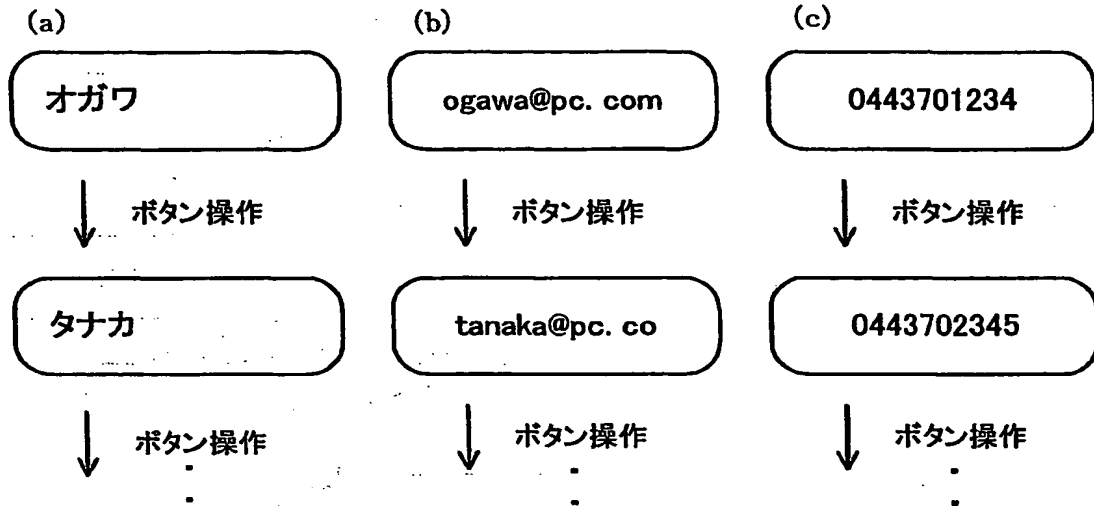 (a) (b) (c)
オガワ ogawa@pc. com 0443701234
ボタン操作 ボタン操作 ボタン操作
タナカ tanaka@pc. co 0443702345
ボタン操作 ボタン操作 ボタン操作